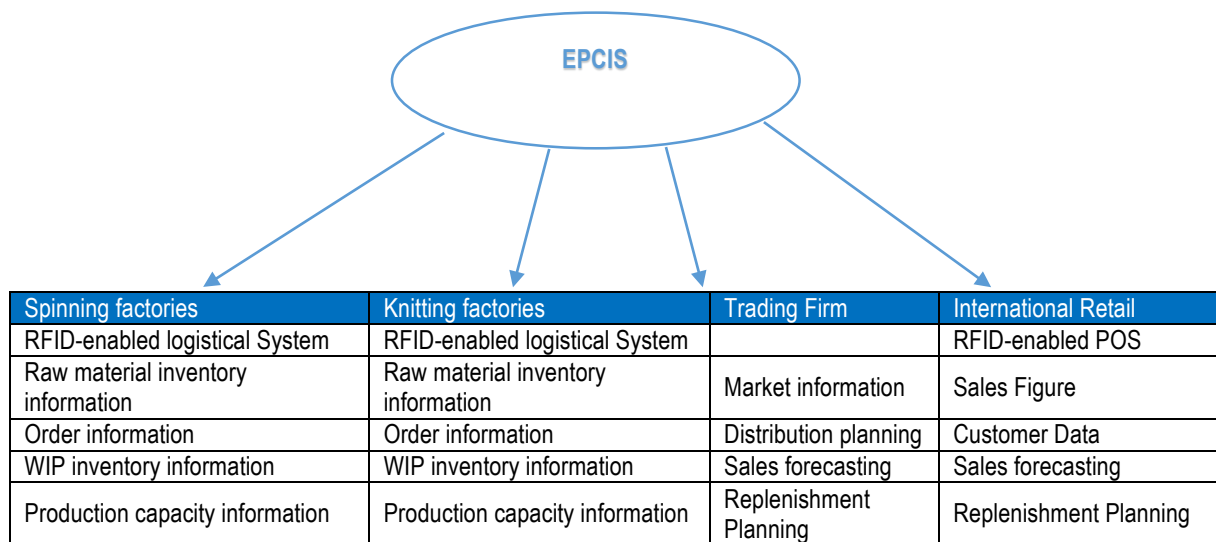 EPCIS
Spinning factories Knitting factories Trading Firm International Retail
RFID-enabled logistical System RFID-enabled logistical System RFID-enabled POS
Raw material inventory
information
Raw material inventory
information
Market information Sales Figure
Order information Order information Distribution planning Customer Data
WIP inventory information WIP inventory information Sales forecasting Sales forecasting
Production capacity information Production capacity information Replenishment
Planning
Replenishment Planning